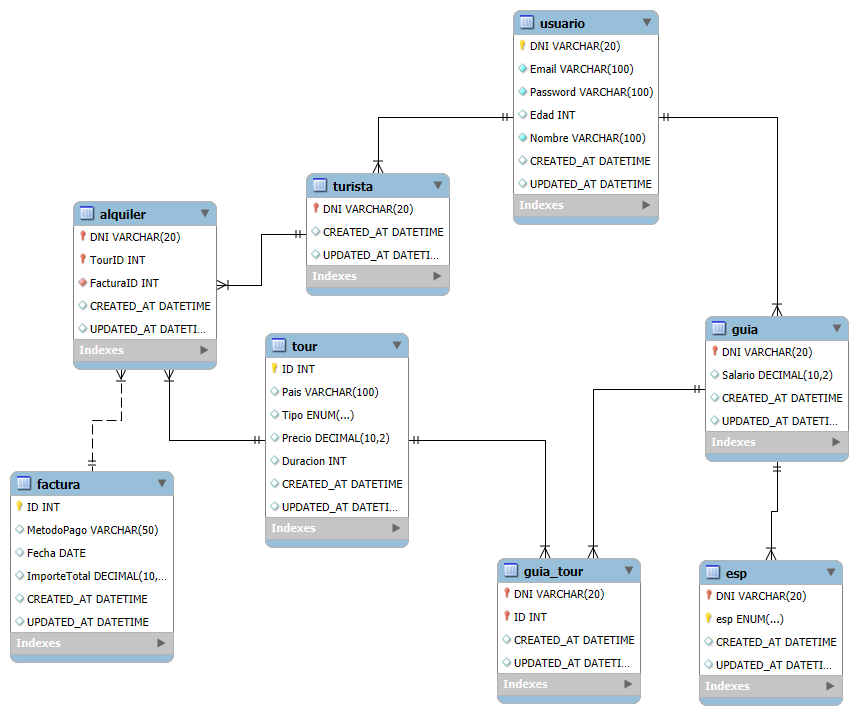 usuario
DNI VARCHAR(20)
Email VARCHAR(100)
Password VARCHAR(100)
Edad INT
Nombre VARCHAR(100)
CREATED_AT DATETIME
UPDATED_AT DATETIME
Indexes
turista
DNI VARCHAR(20)
CREATED_AT DATETIME
UPDATED_AT DATETI...
Indexes
alquiler
DNI VARCHAR(20)
TourID INT
FacturaID INT
CREATED_AT DATETIME
UPDATED_AT DATETI...
Indexes
tour
ID INT
Pais VARCHAR(100)
Tipo ENUM(...)
Precio DECIMAL(10,2)
Duracion INT
CREATED_AT DATETIME
UPDATED_AT DATETI...
Indexes
guia
DNI VARCHAR(20)
Salario DECIMAL(10,2)
CREATED_AT DATETIME
UPDATED_AT DATETI...
Indexes
factura
ID INT
MetodoPago VARCHAR(50)
Fecha DATE
ImporteTotal DECIMAL(10,...
CREATED_AT DATETIME
UPDATED_AT DATETIME
Indexes
guia_tour
DNI VARCHAR(20)
ID INT
CREATED_AT DATETIME
UPDATED_AT DATETI...
Indexes
esp
DNI VARCHAR(20)
esp ENUM(...)
CREATED_AT DATETIME
UPDATED_AT DATETI...
Indexes